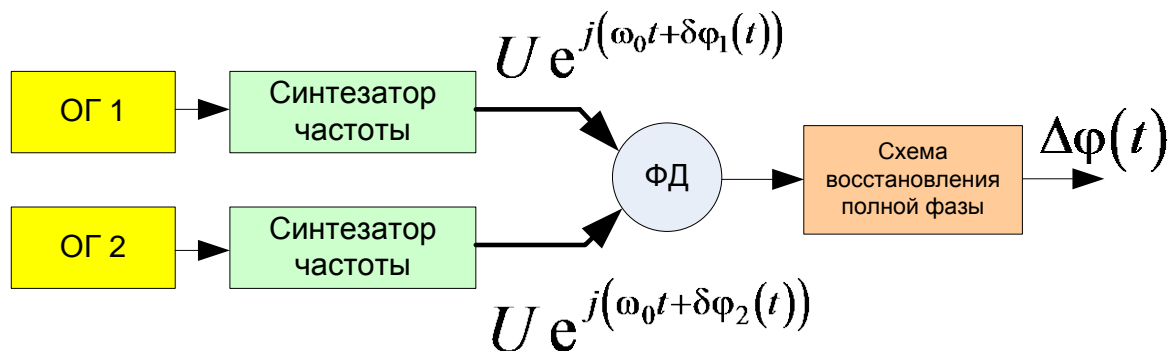 U e^{j(ω₀t+δφ₁(t))}
ОГ 1
Синтезатор
частоты
ФД
Схема
восстановления
полной фазы
Δφ(t)
ОГ 2
Синтезатор
частоты
U e^{j(ω₀t+δφ₂(t))}